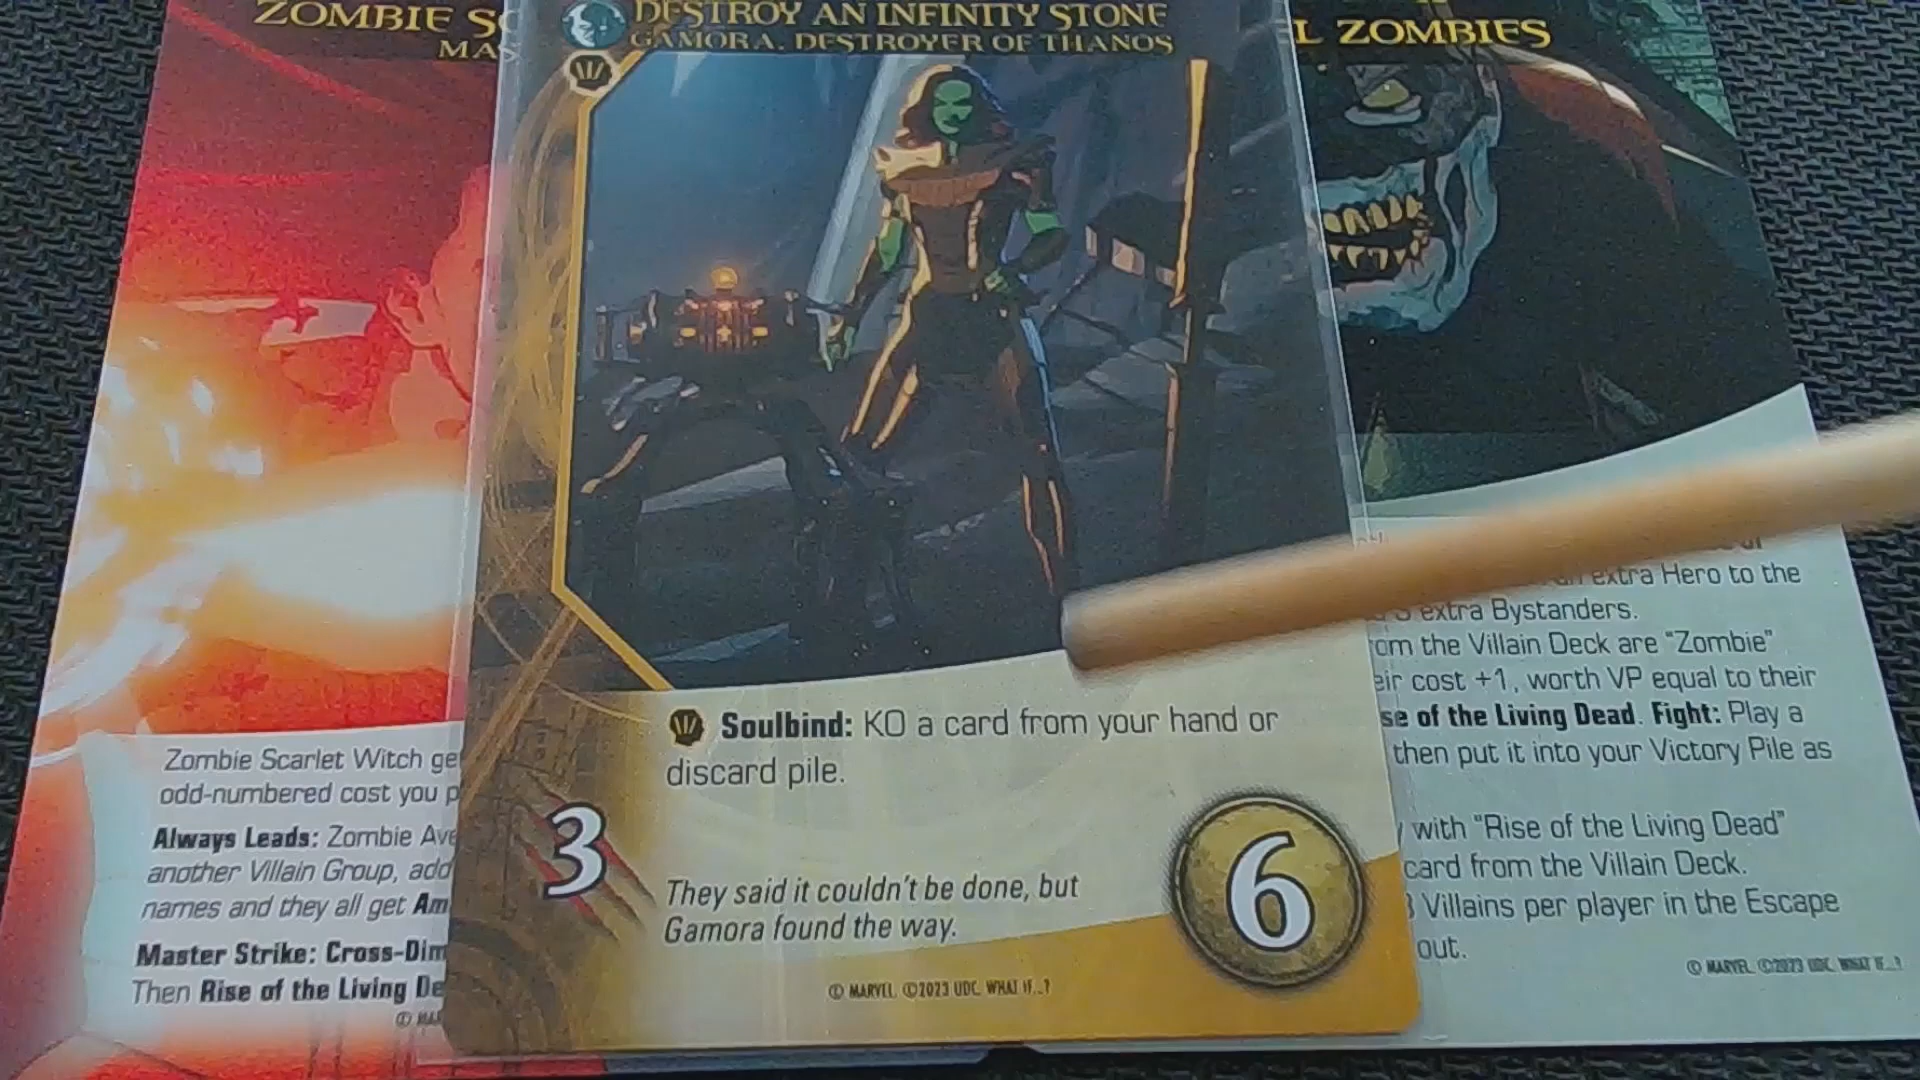 ZOMBIE SC
MAS
DESTROY AN INFINITY STONE
GAMORA, DESTROYER OF THANOS
L ZOMBIES
Zombie Scarlet Witch ge
odd-numbered cost you p
Always Leads: Zombie Ave
another Villain Group, add
names and they all get Am
Master Strike: Cross-Dim
Then Rise of the Living De
© MAR
Soulbind: KO a card from your hand or
discard pile.
3
6
They said it couldn't be done, but
Gamora found the way.
© MARVEL ©2023 UDC. WHAT IF...?
extra Hero to the
extra Bystanders.
om the Villain Deck are "Zombie"
eir cost +1, worth VP equal to their
se of the Living Dead. Fight: Play a
then put it into your Victory Pile as
with "Rise of the Living Dead"
card from the Villain Deck.
Villains per player in the Escape
out.
© MARVEL ©2023 UDC. WHAT IF...?